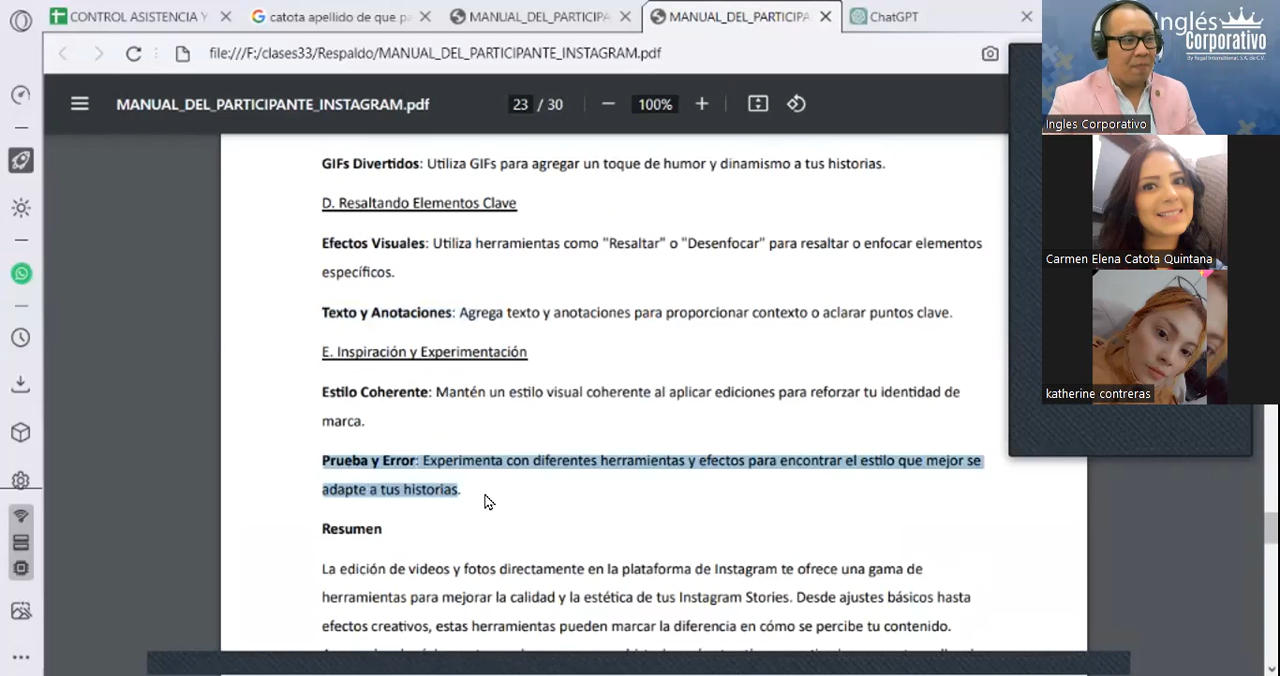 CONTROL ASISTENCIA Y
catota apellido de que pa
MANUAL_DEL_PARTICIPA
MANUAL_DEL_PARTICIPA
ChatGPT
file:///F:/clases33/Respaldo/MANUAL_DEL_PARTICIPANTE_INSTAGRAM.pdf
MANUAL_DEL_PARTICIPANTE_INSTAGRAM.pdf
23 / 30
100%
GIFs Divertidos: Utiliza GIFs para agregar un toque de humor y dinamismo a tus historias.
D. Resaltando Elementos Clave
Efectos Visuales: Utiliza herramientas como "Resaltar" o "Desenfocar" para resaltar o enfocar elementos
específicos.
Texto y Anotaciones: Agrega texto y anotaciones para proporcionar contexto o aclarar puntos clave.
E. Inspiración y Experimentación
Estilo Coherente: Mantén un estilo visual coherente al aplicar ediciones para reforzar tu identidad de
marca.
Prueba y Error: Experimenta con diferentes herramientas y efectos para encontrar el estilo que mejor se
adapte a tus historias.
Resumen
La edición de videos y fotos directamente en la plataforma de Instagram te ofrece una gama de
herramientas para mejorar la calidad y la estética de tus Instagram Stories. Desde ajustes básicos hasta
efectos creativos, estas herramientas pueden marcar la diferencia en cómo se percibe tu contenido.
Inglés
Corporativo
By Regal International, S.A. de C.V.
Ingles Corporativo
Carmen Elena Catota Quintana
katherine contreras